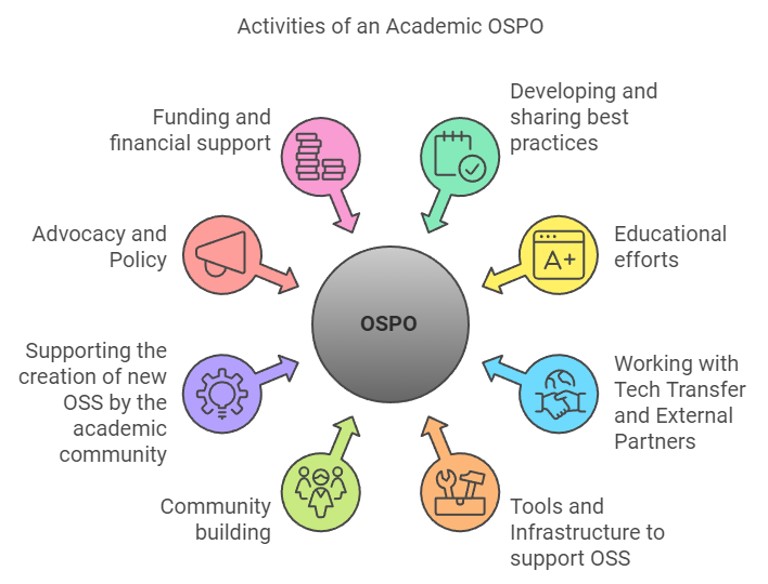 Activities of an Academic OSPO
Funding and
financial support
Developing and
sharing best
practices
Advocacy and
Policy
Educational
efforts
A+
OSPO
Supporting the
creation of new
OSS by the
academic
community
Working with
Tech Transfer
and External
Partners
Community
building
Tools and
Infrastructure to
support OSS